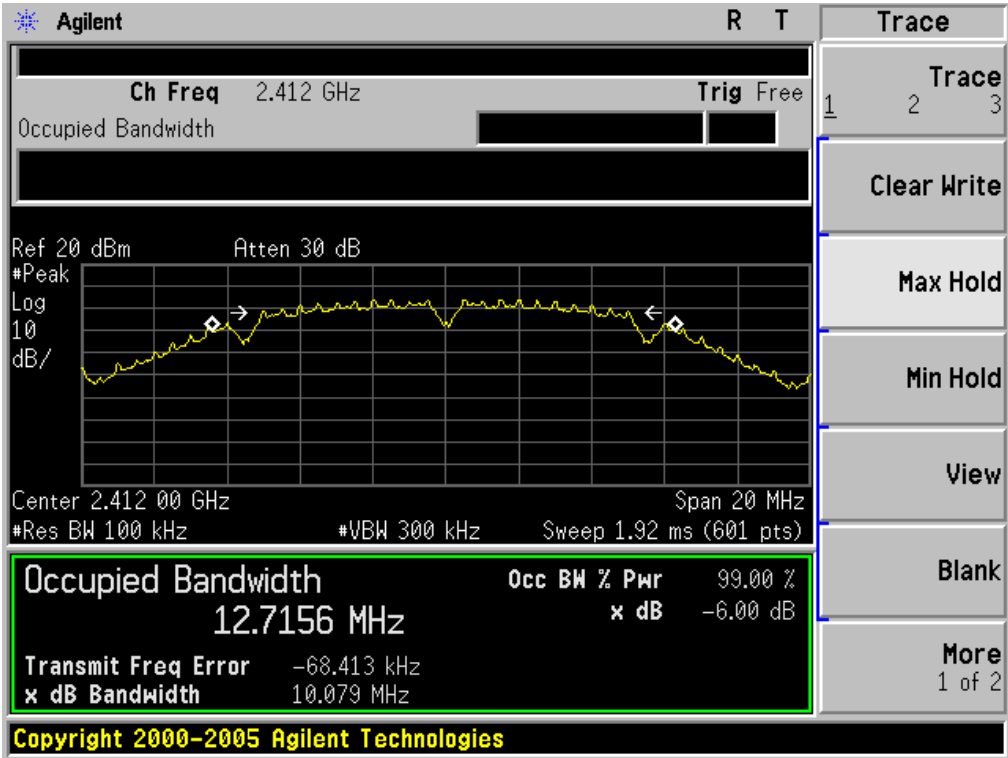 Agilent R T Trace
Ch Freq 2.412 GHz Trig Free
Occupied Bandwidth
Trace
1 2 3
Clear Write
Max Hold
Min Hold
View
Blank
More
1 of 2
Ref 20 dBm Atten 30 dB
#Peak
Log
10
dB/
Center 2.412 00 GHz Span 20 MHz
#Res BW 100 kHz #VBW 300 kHz Sweep 1.92 ms (601 pts)
Occupied Bandwidth Occ BW % Pwr 99.00 %
12.7156 MHz x dB -6.00 dB
Transmit Freq Error -68.413 kHz
x dB Bandwidth 10.079 MHz
Copyright 2000-2005 Agilent Technologies